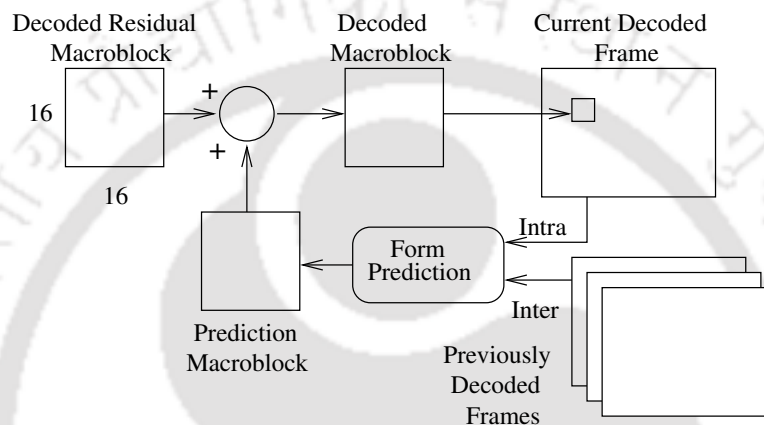 Decoded Residual
Macroblock
Decoded
Macroblock
Current Decoded
Frame
16
+
+
16
Intra
Form
Prediction
Inter
Prediction
Macroblock
Previously
Decoded
Frames